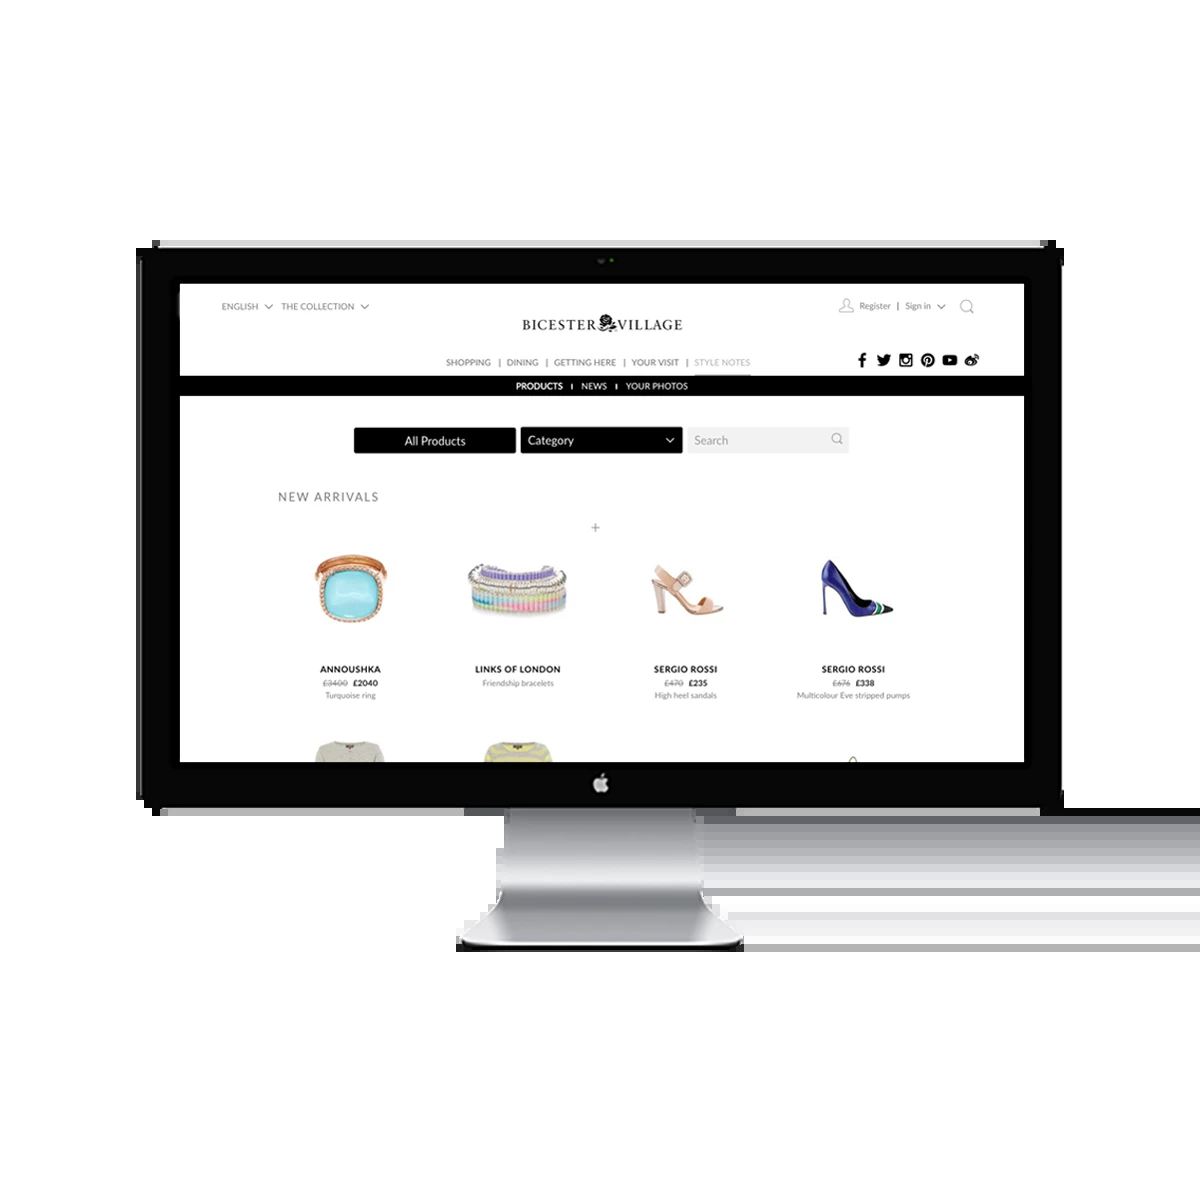 ENGLISH THE COLLECTION
Register | Sign in
BICESTER VILLAGE
SHOPPING | DINING | GETTING HERE | YOUR VISIT | STYLE NOTES
PRODUCTS | NEWS | YOUR PHOTOS
All Products Category Search
NEW ARRIVALS
ANNOUSHKA
£3400 £2040
Turquoise ring
LINKS OF LONDON
Friendship bracelets
SERGIO ROSSI
£470 £235
High heel sandals
SERGIO ROSSI
£676 £338
Multicolour Eve stripped pumps